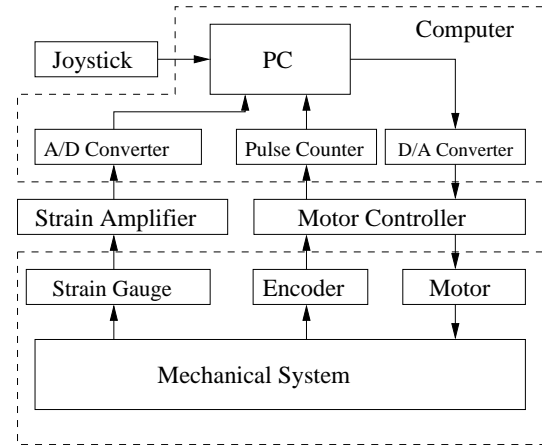 Computer
Joystick
PC
A/D Converter
Pulse Counter
D/A Converter
Strain Amplifier
Motor Controller
Strain Gauge
Encoder
Motor
Mechanical System